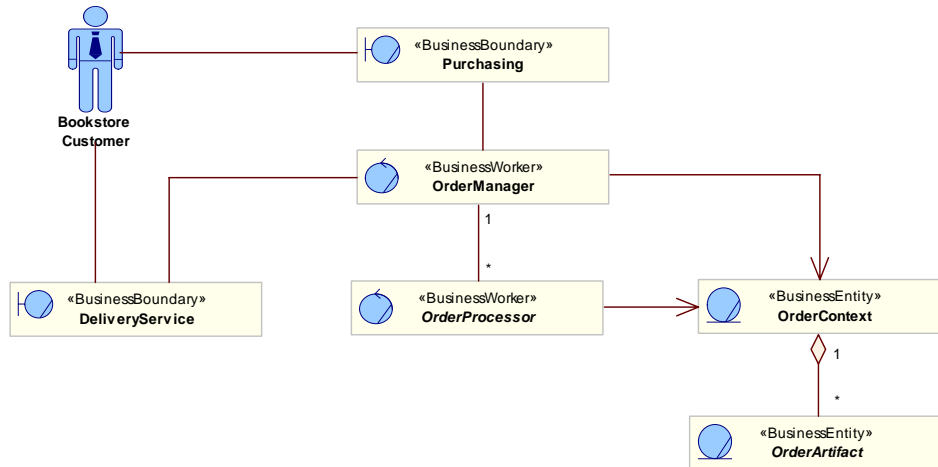 «BusinessBoundary»
Purchasing
Bookstore
Customer
«BusinessWorker»
OrderManager
1
*
«BusinessBoundary»
DeliveryService
«BusinessWorker»
OrderProcessor
«BusinessEntity»
OrderContext
1
*
«BusinessEntity»
OrderArtifact